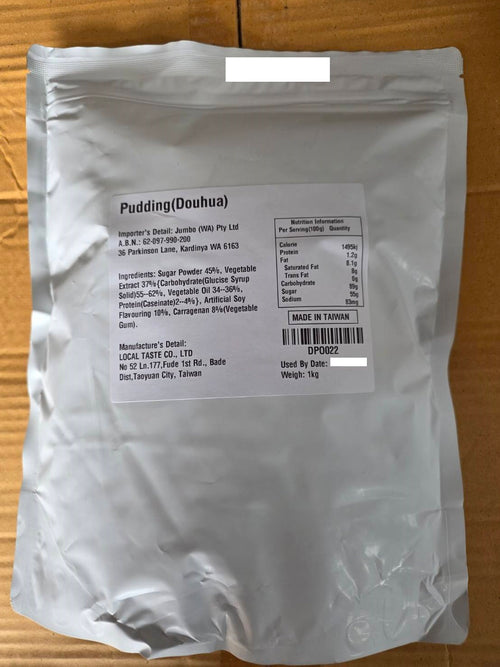 Pudding(Douhua)
Importer's Detail: Jumbo (WA) Pty Ltd
A.B.N.: 62-097-990-200
36 Parkinson Lane, Kardinya WA 6163
Ingredients: Sugar Powder 45%, Vegetable
Extract 37%{Carbohydrate(Glucise Syrup
Solid)55--62%, Vegetable Oil 34--36%,
Protein(Caseinate)2--4%}, Artificial Soy
Flavouring 10%, Carragenan 8%(Vegetable
Gum).
Manufacture's Detail:
LOCAL TASTE CO., LTD
No 52 Ln.177,Fude 1st Rd., Bade
Dist,Taoyuan City, Taiwan
Nutrition Information
Per Serving(100g) Quantity
Calorie 1495kj
Protein 1.2g
Fat 8.1g
Saturated Fat 8g
Trans Fat 0g
Carbohydrate 89g
Sugar 55g
Sodium 93mg
MADE IN TAIWAN
DPO022
Used By Date:
Weigh: 1kg